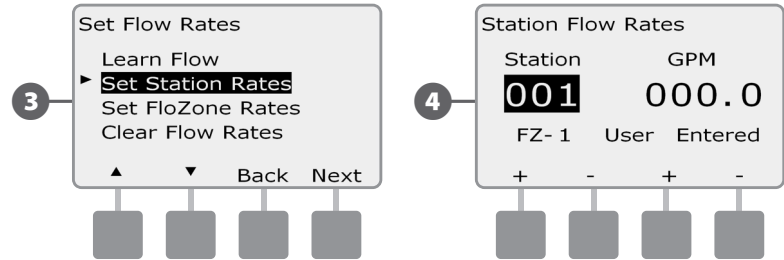 Set Flow Rates
Learn Flow
► Set Station Rates
Set FloZone Rates
Clear Flow Rates
▲ ▼ Back Next
3
Station Flow Rates
Station GPM
001 000.0
FZ- 1 User Entered
+ - + -
4